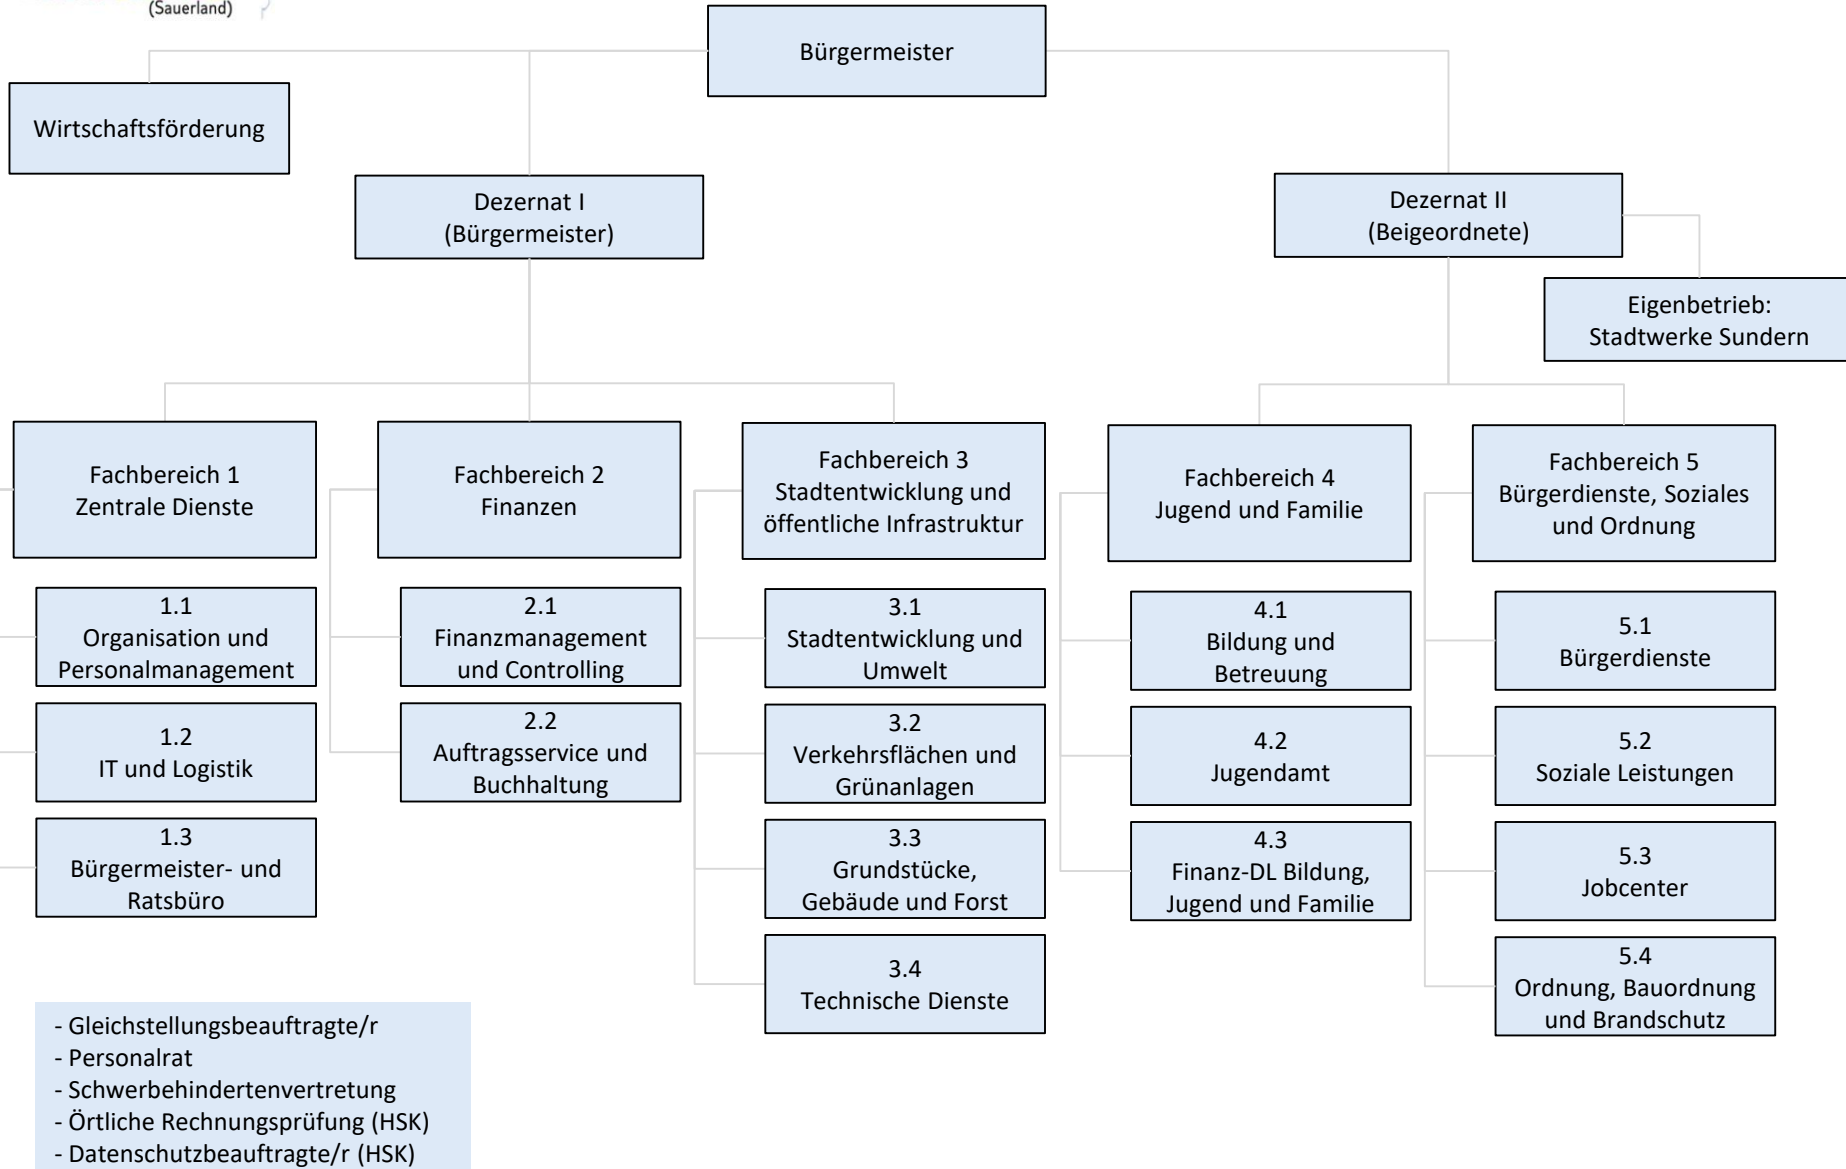 (Sauerland)
Bürgermeister
Wirtschaftsförderung
Dezernat I
(Bürgermeister)
Dezernat II
(Beigeordnete)
Eigenbetrieb:
Stadtwerke Sundern
Fachbereich 1
Zentrale Dienste
1.1
Organisation und
Personalmanagement
1.2
IT und Logistik
1.3
Bürgermeister- und
Ratsbüro
Fachbereich 2
Finanzen
2.1
Finanzmanagement
und Controlling
2.2
Auftragsservice und
Buchhaltung
Fachbereich 3
Stadtentwicklung und
öffentliche Infrastruktur
3.1
Stadtentwicklung und
Umwelt
3.2
Verkehrsflächen und
Grünanlagen
3.3
Grundstücke,
Gebäude und Forst
3.4
Technische Dienste
Fachbereich 4
Jugend und Familie
4.1
Bildung und
Betreuung
4.2
Jugendamt
4.3
Finanz-DL Bildung,
Jugend und Familie
Fachbereich 5
Bürgerdienste, Soziales
und Ordnung
5.1
Bürgerdienste
5.2
Soziale Leistungen
5.3
Jobcenter
5.4
Ordnung, Bauordnung
und Brandschutz
- Gleichstellungsbeauftragte/r
- Personalrat
- Schwerbehindertenvertretung
- Örtliche Rechnungsprüfung (HSK)
- Datenschutzbeauftragte/r (HSK)